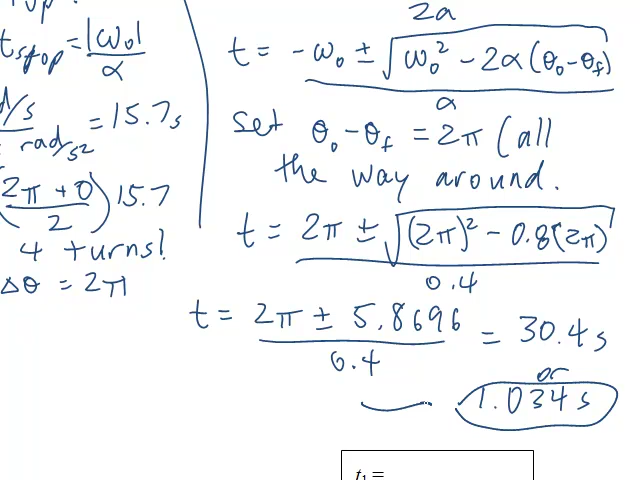 t stop = |ω₀| / α
d/s / rad/s² = 15.7s
(2π + 0 / 2) 15.7
4 turns!
Δθ = 2π
2a
t = -ω₀ ± √(ω₀² - 2α(θ₀ - θf)) / α
set θ₀ - θf = 2π (all
the way around.
t = 2π ± √((2π)² - 0.8(2π)) / 0.4
t = 2π ± 5.8696 / 0.4 = 30.4s
or
1.034s
t₁ =